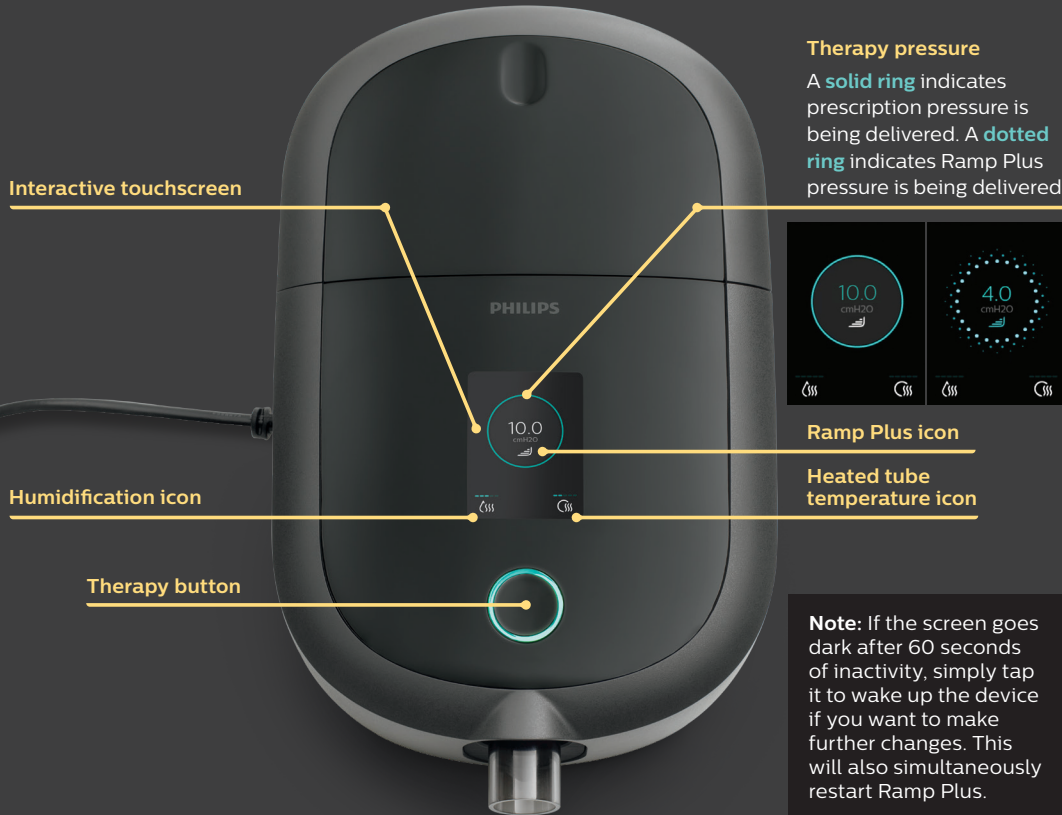 Therapy pressure
A solid ring indicates
prescription pressure is
being delivered. A dotted
ring indicates Ramp Plus
pressure is being delivered
Interactive touchscreen
10.0
cmH2O
4.0
cmH2O
PHILIPS
10.0
cmH2O
Ramp Plus icon
Heated tube
temperature icon
Humidification icon
Therapy button
Note: If the screen goes
dark after 60 seconds
of inactivity, simply tap
it to wake up the device
if you want to make
further changes. This
will also simultaneously
restart Ramp Plus.